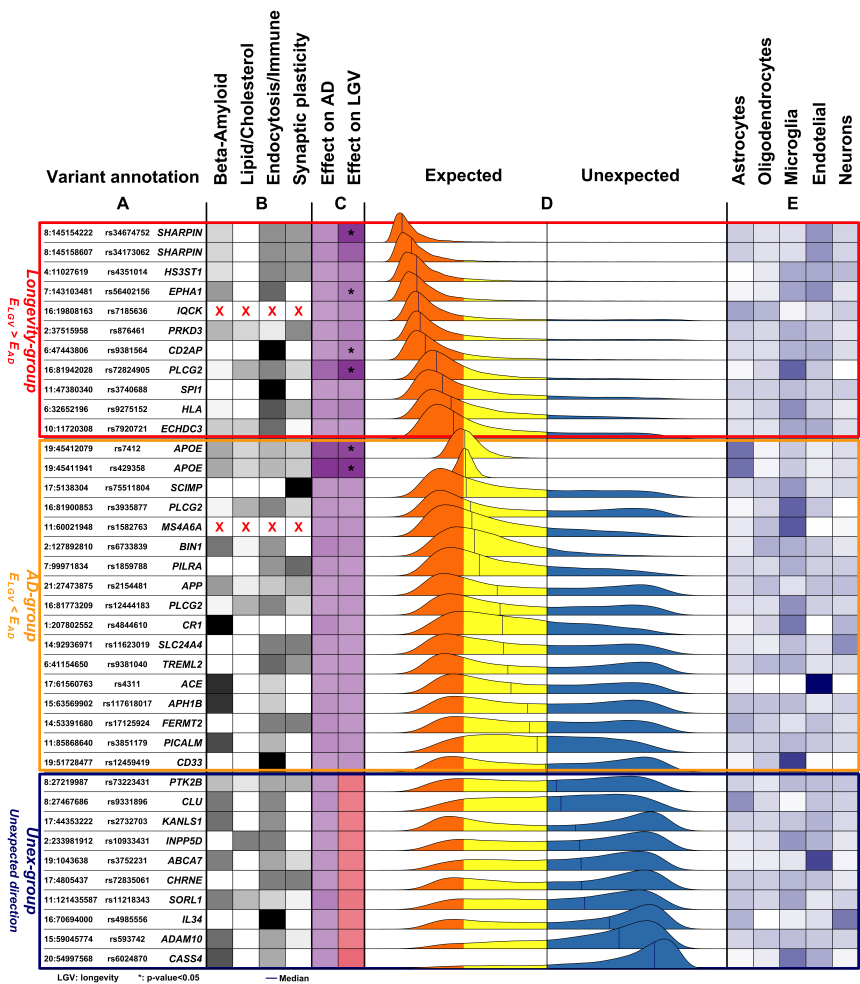 Beta-Amyloid
Lipid/Cholesterol
Endocytosis/Immune
Synaptic plasticity
Effect on AD
Effect on LGV
Astrocytes
Oligodendrocytes
Microglia
Endotelial
Neurons
Variant annotation
Expected
Unexpected
A
B
C
D
E
Longevity-group
E LGV > E AD
8:145154222 rs34674752 SHARPIN *
8:145158607 rs34173062 SHARPIN
4:11027619 rs4351014 HS3ST1
7:143103481 rs56402156 EPHA1 *
16:19808163 rs7185636 IQCK X X X X
2:37515958 rs876461 PRKD3
6:47443806 rs9381564 CD2AP *
16:81942028 rs72824905 PLCG2 *
11:47380340 rs3740688 SPI1
6:32652196 rs9275152 HLA
10:11720308 rs7920721 ECHDC3
AD-group
E LGV < E AD
19:45412079 rs7412 APOE *
19:45411941 rs429358 APOE *
17:5138304 rs75511804 SCIMP
16:81900853 rs3935877 PLCG2
11:60021948 rs1582763 MS4A6A X X X X
2:127892810 rs6733839 BIN1
7:99971834 rs1859788 PILRA
21:27473875 rs2154481 APP
16:81773209 rs12444183 PLCG2
1:207802552 rs4844610 CR1
14:92936971 rs11623019 SLC24A4
6:41154650 rs9381040 TREML2
17:61560763 rs4311 ACE
15:63569902 rs117618017 APH1B
14:53391680 rs17125924 FERMT2
11:85868640 rs3851179 PICALM
19:51728477 rs12459419 CD33
Unex-group
Unexpected direction
8:27219987 rs73223431 PTK2B
8:27467686 rs9331896 CLU
17:44353222 rs2732703 KANLS1
2:233981912 rs10933431 INPP5D
19:1043638 rs3752231 ABCA7
17:4805437 rs72835061 CHRNE
11:121435587 rs11218343 SORL1
16:70694000 rs4985556 IL34
15:59045774 rs593742 ADAM10
20:54997568 rs6024870 CASS4
LGV: longevity *: p-value<0.05 Median